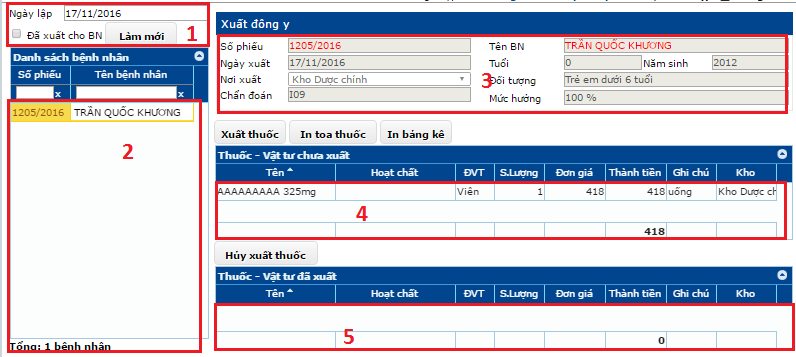 Ngày lập 17/11/2016
Đã xuất cho BN Làm mới
1
Danh sách bệnh nhân
Số phiếu Tên bệnh nhân
x x
1205/2016 TRẦN QUỐC KHƯƠNG
2
Tổng: 1 bệnh nhân
Xuất đông y
Số phiếu 1205/2016 Tên BN TRẦN QUỐC KHƯƠNG
Ngày xuất 17/11/2016 Tuổi 0 Năm sinh 2012
Nơi xuất Kho Dược chính 3 Đối tượng Trẻ em dưới 6 tuổi
Chẩn đoán I09 Mức hưởng 100 %
Xuất thuốc In toa thuốc In bảng kê
Thuốc - Vật tư chưa xuất
Tên Hoạt chất ĐVT S.Lượng Đơn giá Thành tiền Ghi chú Kho
AAAAAAAAA 325mg Viên 1 418 418 uống Kho Dược ch
4
418
Hủy xuất thuốc
Thuốc - Vật tư đã xuất
Tên Hoạt chất ĐVT S.Lượng Đơn giá Thành tiền Ghi chú Kho
5
0